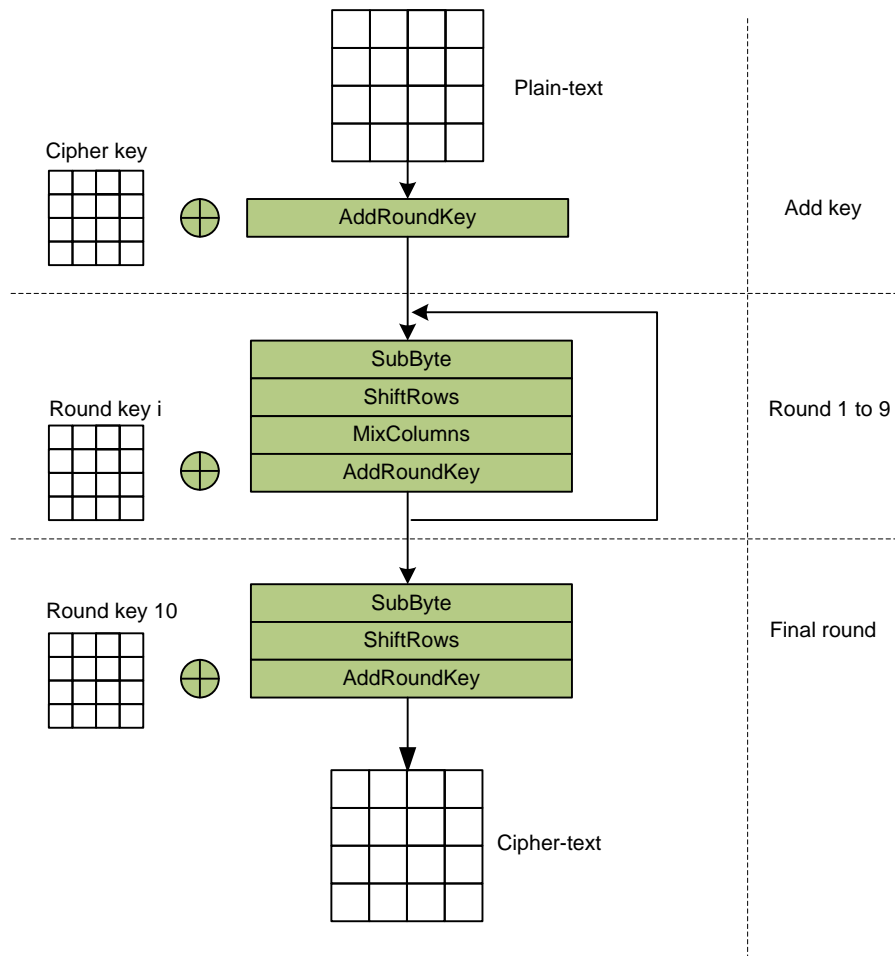 Plain-text
Cipher key
AddRoundKey
Add key
SubByte
ShiftRows
Round key i
Round 1 to 9
MixColumns
AddRoundKey
SubByte
Round key 10
ShiftRows
Final round
AddRoundKey
Cipher-text